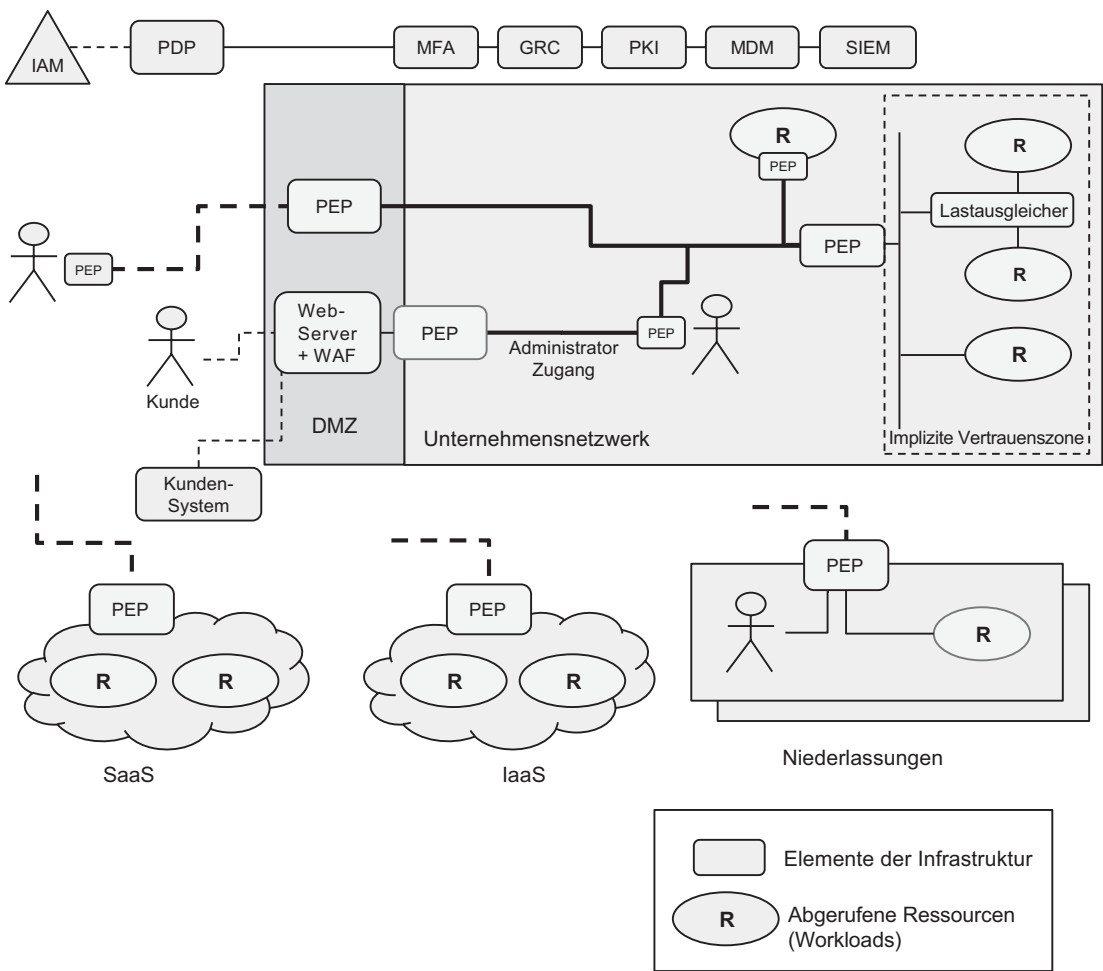 IAM
PDP
MFA
GRC
PKI
MDM
SIEM
R
PEP
R
PEP
PEP
Lastausgleicher
PEP
R
Web-
Server
+ WAF
PEP
PEP
Administrator
Zugang
R
Kunde
DMZ
Unternehmensnetzwerk
Implizite Vertrauenszone
Kunden-
System
PEP
PEP
PEP
R
R
R
R
R
SaaS
IaaS
Niederlassungen
Elemente der Infrastruktur
R
Abgerufene Ressourcen
(Workloads)